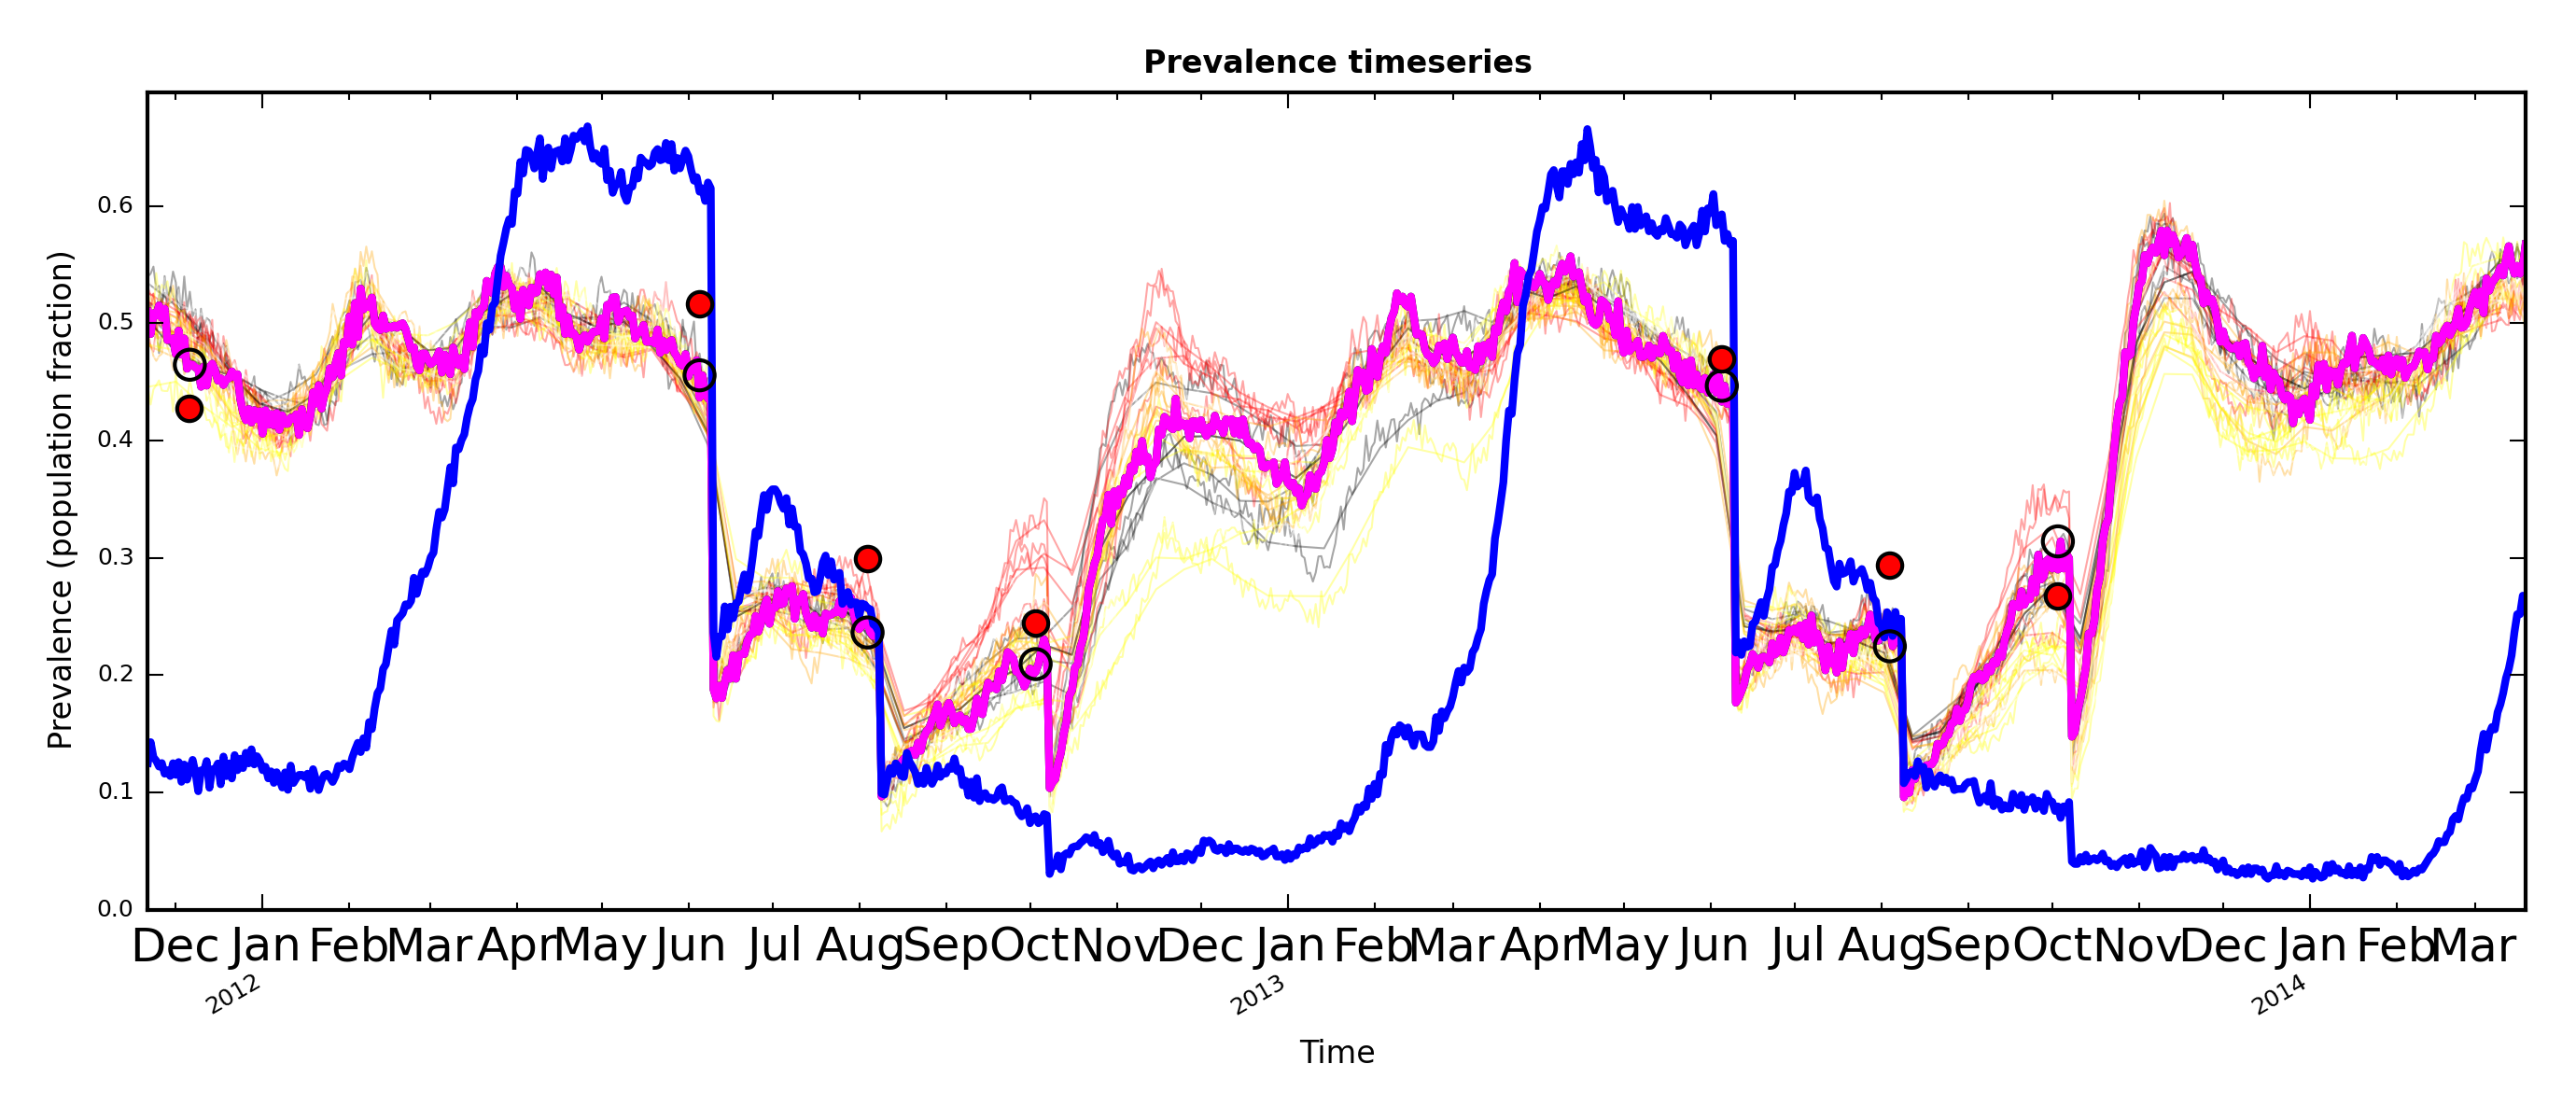 Prevalence timeseries
Prevalence (population fraction)
0.6
0.5
0.4
0.3
0.2
0.1
0.0
Dec Jan Feb Mar Apr May Jun Jul Aug Sep Oct Nov Dec Jan Feb Mar Apr May Jun Jul Aug Sep Oct Nov Dec Jan Feb Mar
2012 2013 2014
Time